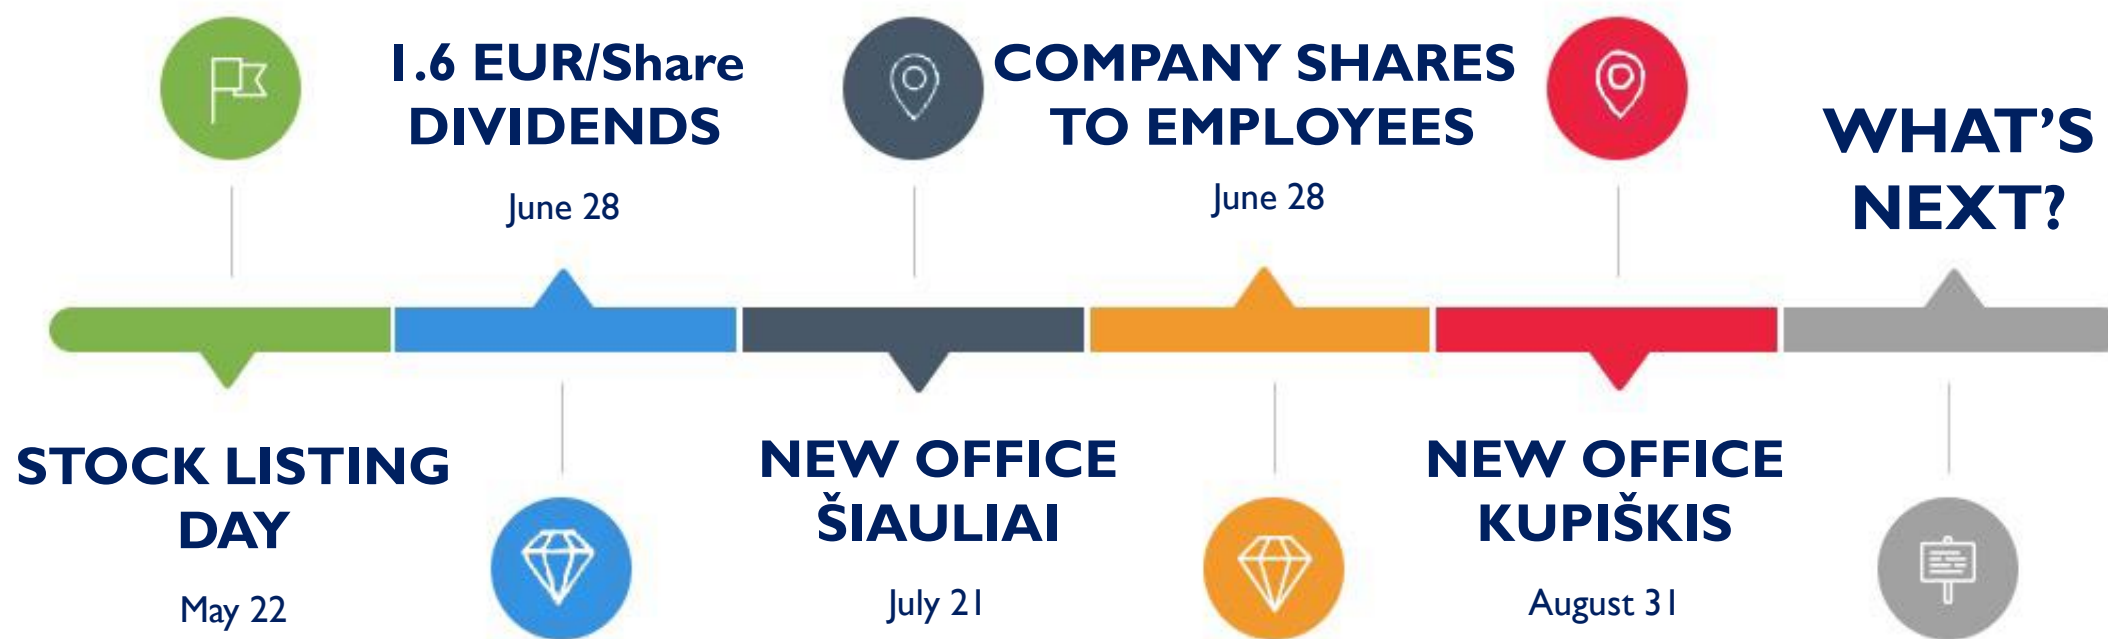 STOCK LISTING
DAY
May 22
1.6 EUR/Share
DIVIDENDS
June 28
NEW OFFICE
ŠIAULIAI
July 21
COMPANY SHARES
TO EMPLOYEES
June 28
NEW OFFICE
KUPIŠKIS
August 31
WHAT’S
NEXT?